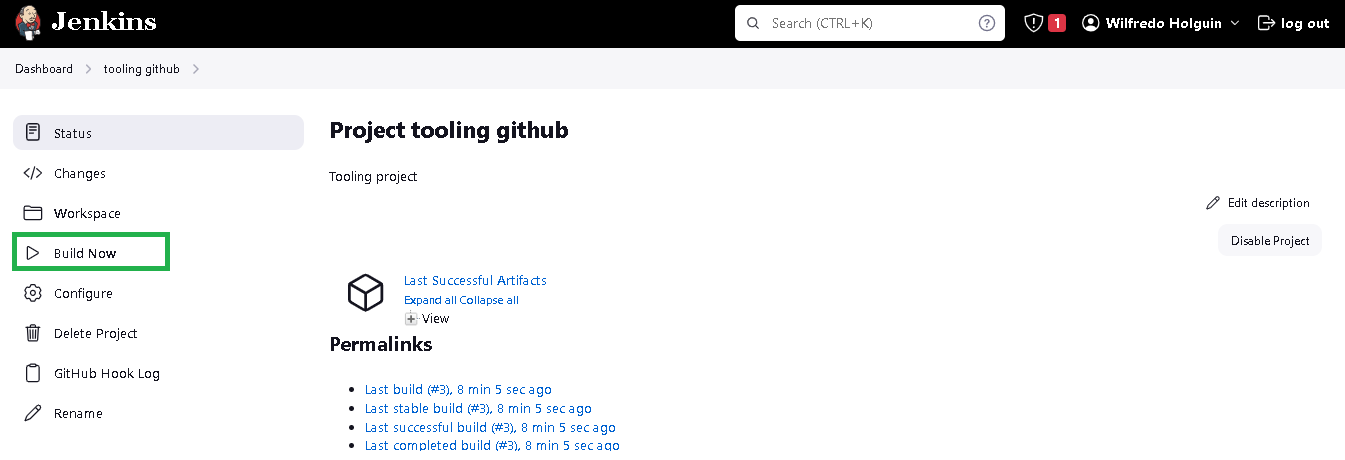 Jenkins
Search (CTRL+K)
?
1
Wilfredo Holguin
log out
Dashboard
tooling github
Status
Changes
Workspace
Build Now
Configure
Delete Project
GitHub Hook Log
Rename
Project tooling github
Tooling project
Edit description
Disable Project
Last Successful Artifacts
Expand all Collapse all
View
Permalinks
Last build (#3), 8 min 5 sec ago
Last stable build (#3), 8 min 5 sec ago
Last successful build (#3), 8 min 5 sec ago
Last completed build (#3), 8 min 5 sec ago